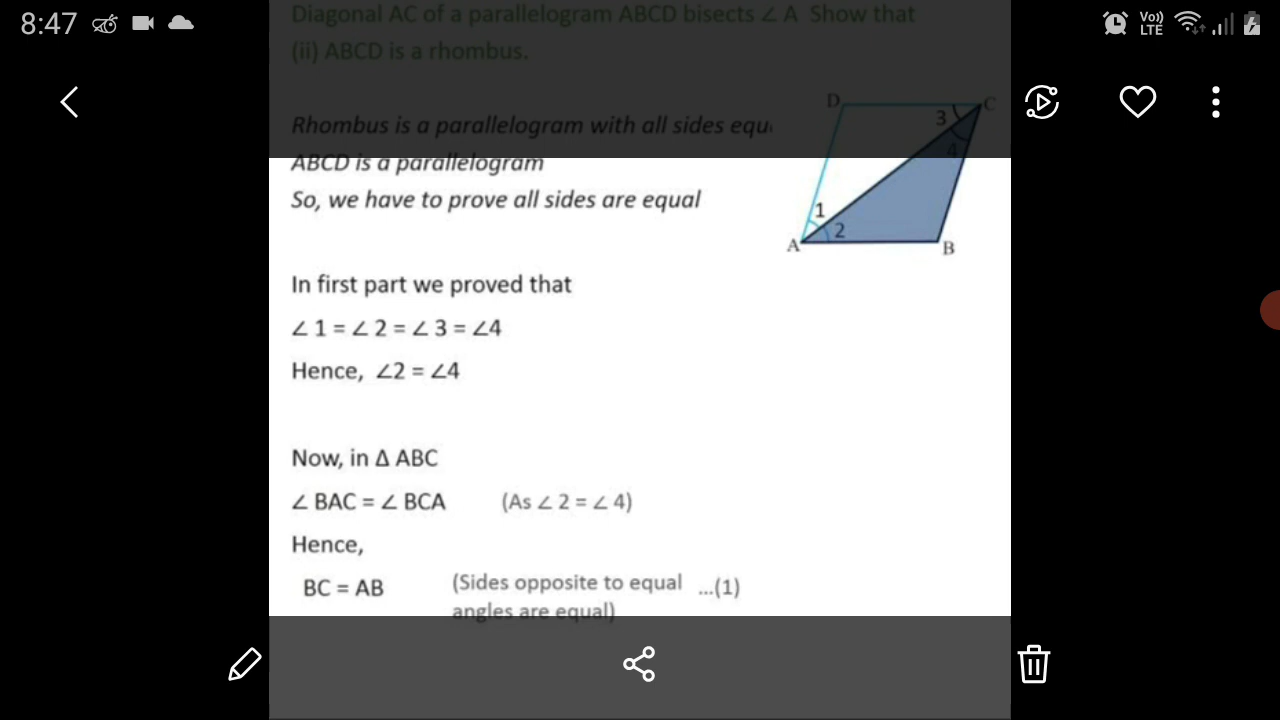 8:47
Vo))
LTE
Diagonal AC of a parallelogram ABCD bisects ∠ A Show that
(ii) ABCD is a rhombus.
D
C
3
4
Rhombus is a parallelogram with all sides equ
ABCD is a parallelogram
So, we have to prove all sides are equal
1
2
A
B
In first part we proved that
∠ 1 = ∠ 2 = ∠ 3 = ∠4
Hence, ∠2 = ∠4
Now, in Δ ABC
∠ BAC = ∠ BCA (As ∠ 2 = ∠ 4)
Hence,
BC = AB (Sides opposite to equal ...(1)
angles are equal)